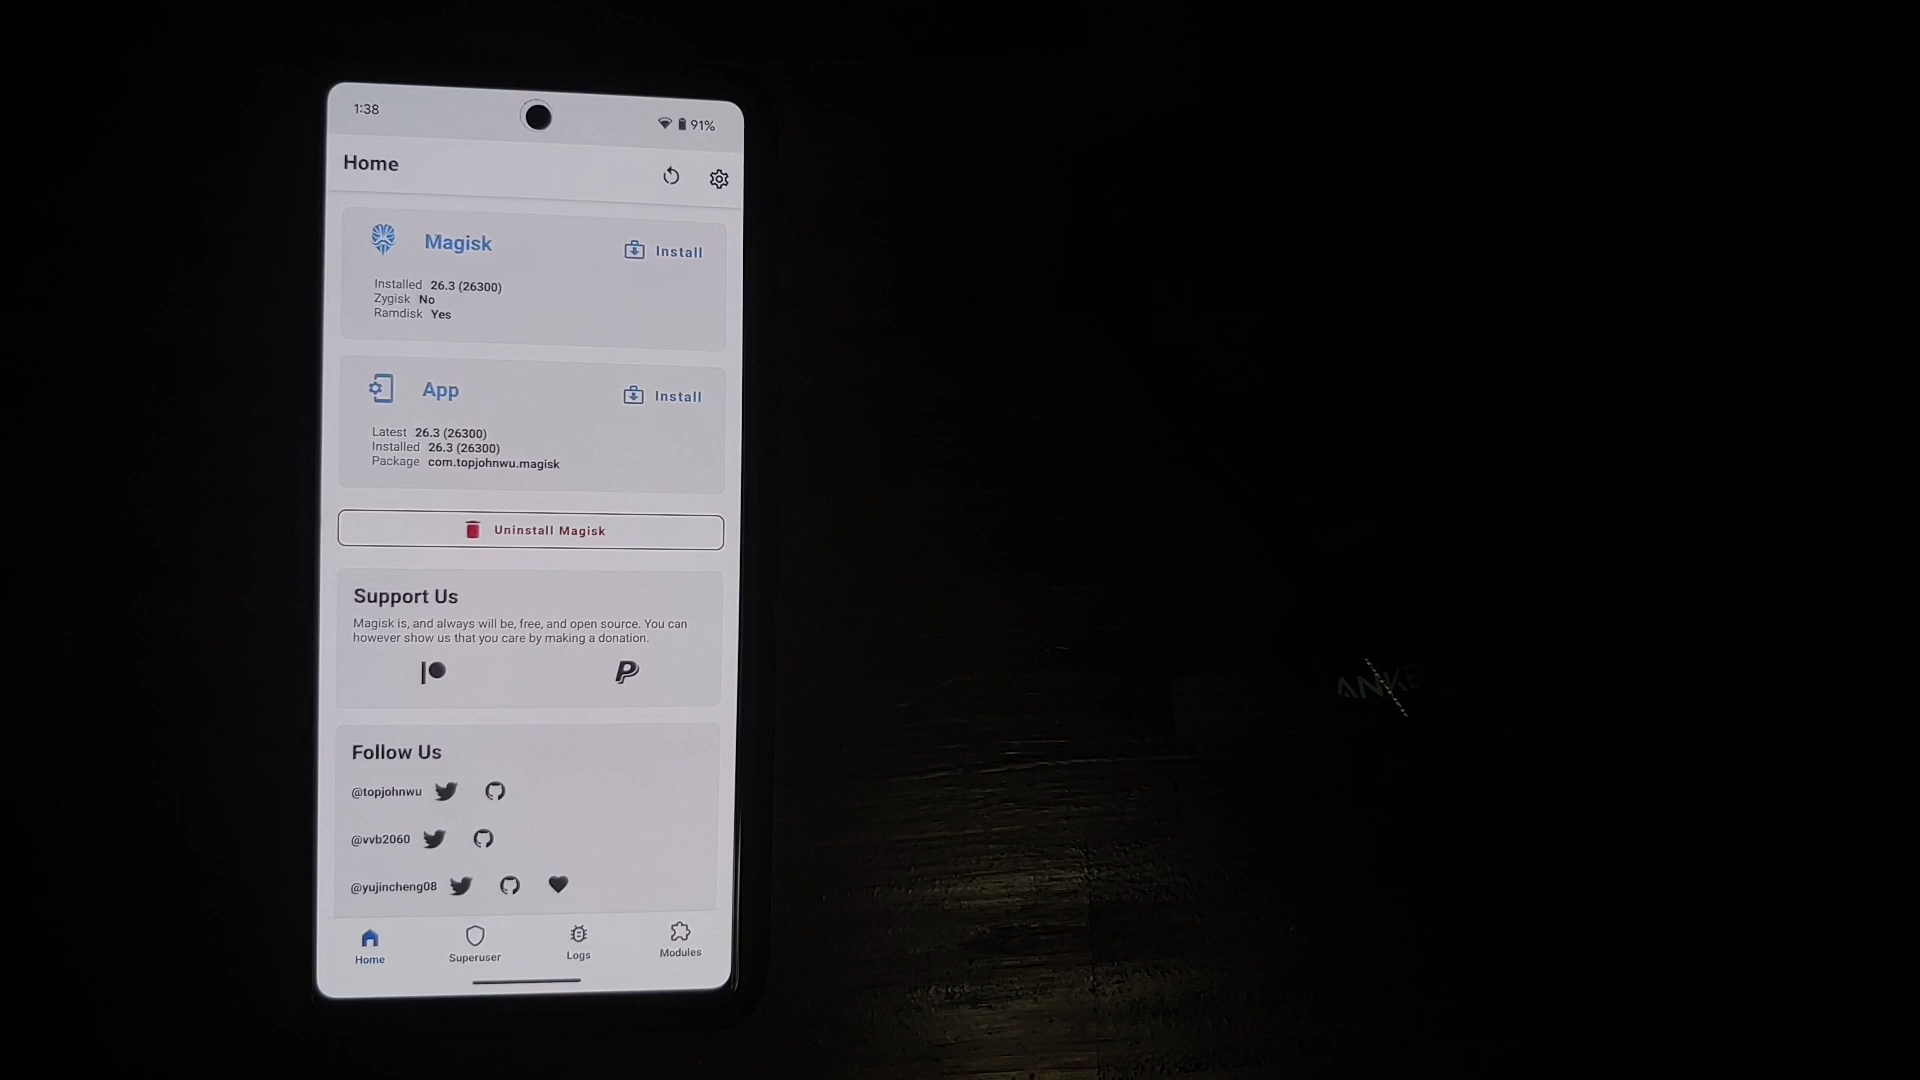 1:38
91%
Home
Magisk
Install
Installed 26.3 (26300)
Zygisk No
Ramdisk Yes
App
Install
Latest 26.3 (26300)
Installed 26.3 (26300)
Package com.topjohnwu.magisk
Uninstall Magisk
Support Us
Magisk is, and always will be, free, and open source. You can
however show us that you care by making a donation.
Follow Us
@topjohnwu
@vvb2060
@yujincheng08
Home
Superuser
Logs
Modules